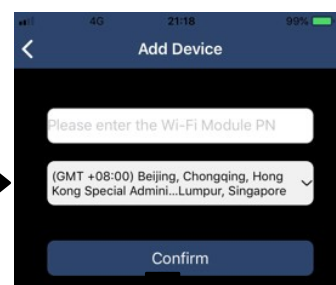 4G 21:18 99%
Add Device
Please enter the Wi-Fi Module PN
(GMT +08:00) Beijing, Chongqing, Hong
Kong Special Admini...Lumpur, Singapore
Confirm